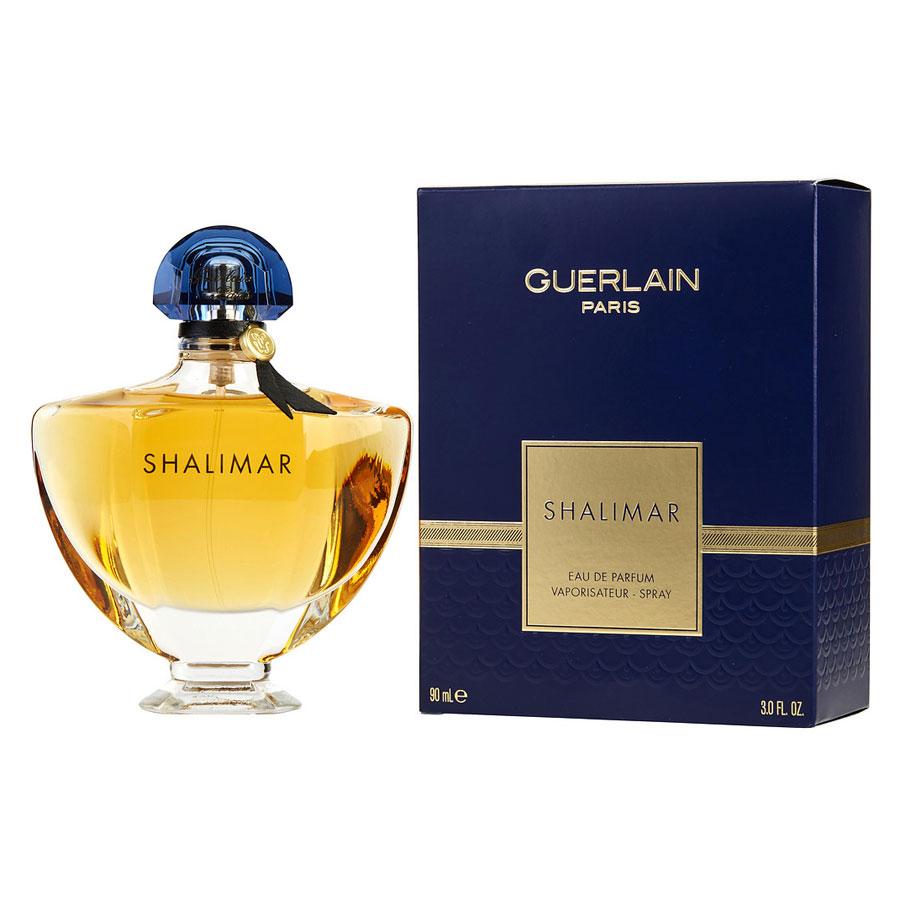 SHALIMAR
GUERLAIN
PARIS
SHALIMAR
EAU DE PARFUM
VAPORISATEUR - SPRAY
90 mL ℮
3.0 FL. OZ.